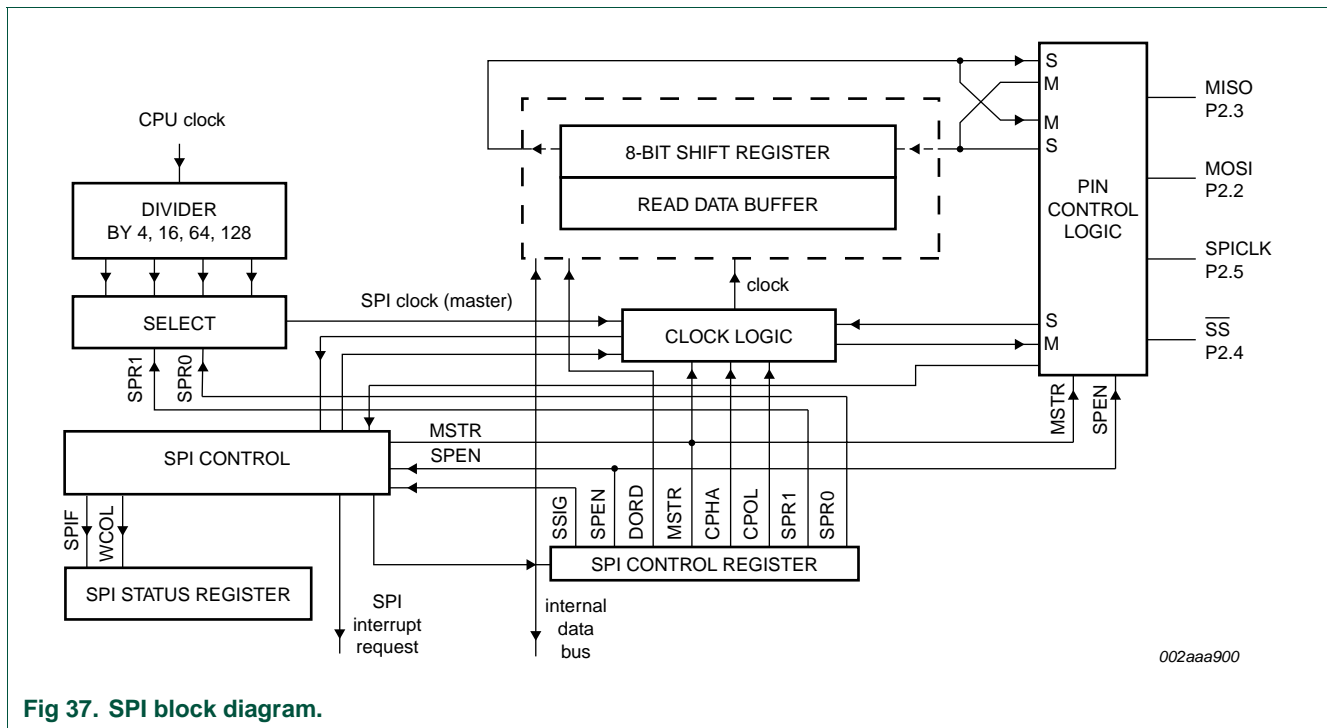 S
M
MISO
P2.3
CPU clock
M
8-BIT SHIFT REGISTER
S
DIVIDER
BY 4, 16, 64, 128
READ DATA BUFFER
PIN
CONTROL
LOGIC
MOSI
P2.2
SPICLK
P2.5
clock
SPI clock (master)
SELECT
CLOCK LOGIC
S
M
SS
P2.4
SPR1
SPR0
MSTR
SPEN
MSTR
SPEN
SPI CONTROL
SPIF
WCOL
SSIG
SPEN
DORD
MSTR
CPHA
CPOL
SPR1
SPR0
SPI CONTROL REGISTER
SPI STATUS REGISTER
SPI
interrupt
request
internal
data
bus
002aaa900
Fig 37. SPI block diagram.